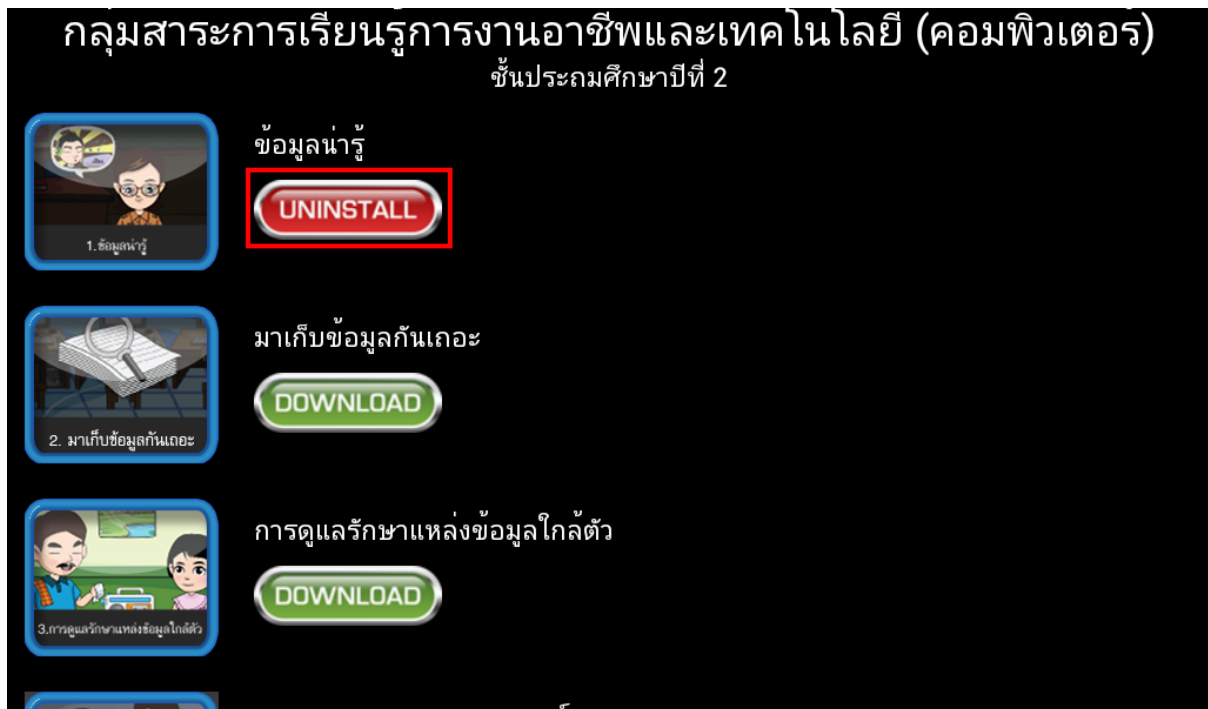 กลุ่มสาระการเรียนรู้การงานอาชีพและเทคโนโลยี (คอมพิวเตอร์)
ชั้นประถมศึกษาปีที่ 2
ข้อมูลน่ารู้
UNINSTALL
1.ข้อมูลน่ารู้
มาเก็บข้อมูลกันเถอะ
DOWNLOAD
2. มาเก็บข้อมูลกันเถอะ
การดูแลรักษาแหล่งข้อมูลใกล้ตัว
DOWNLOAD
3.การดูแลรักษาแหล่งข้อมูลใกล้ตัว